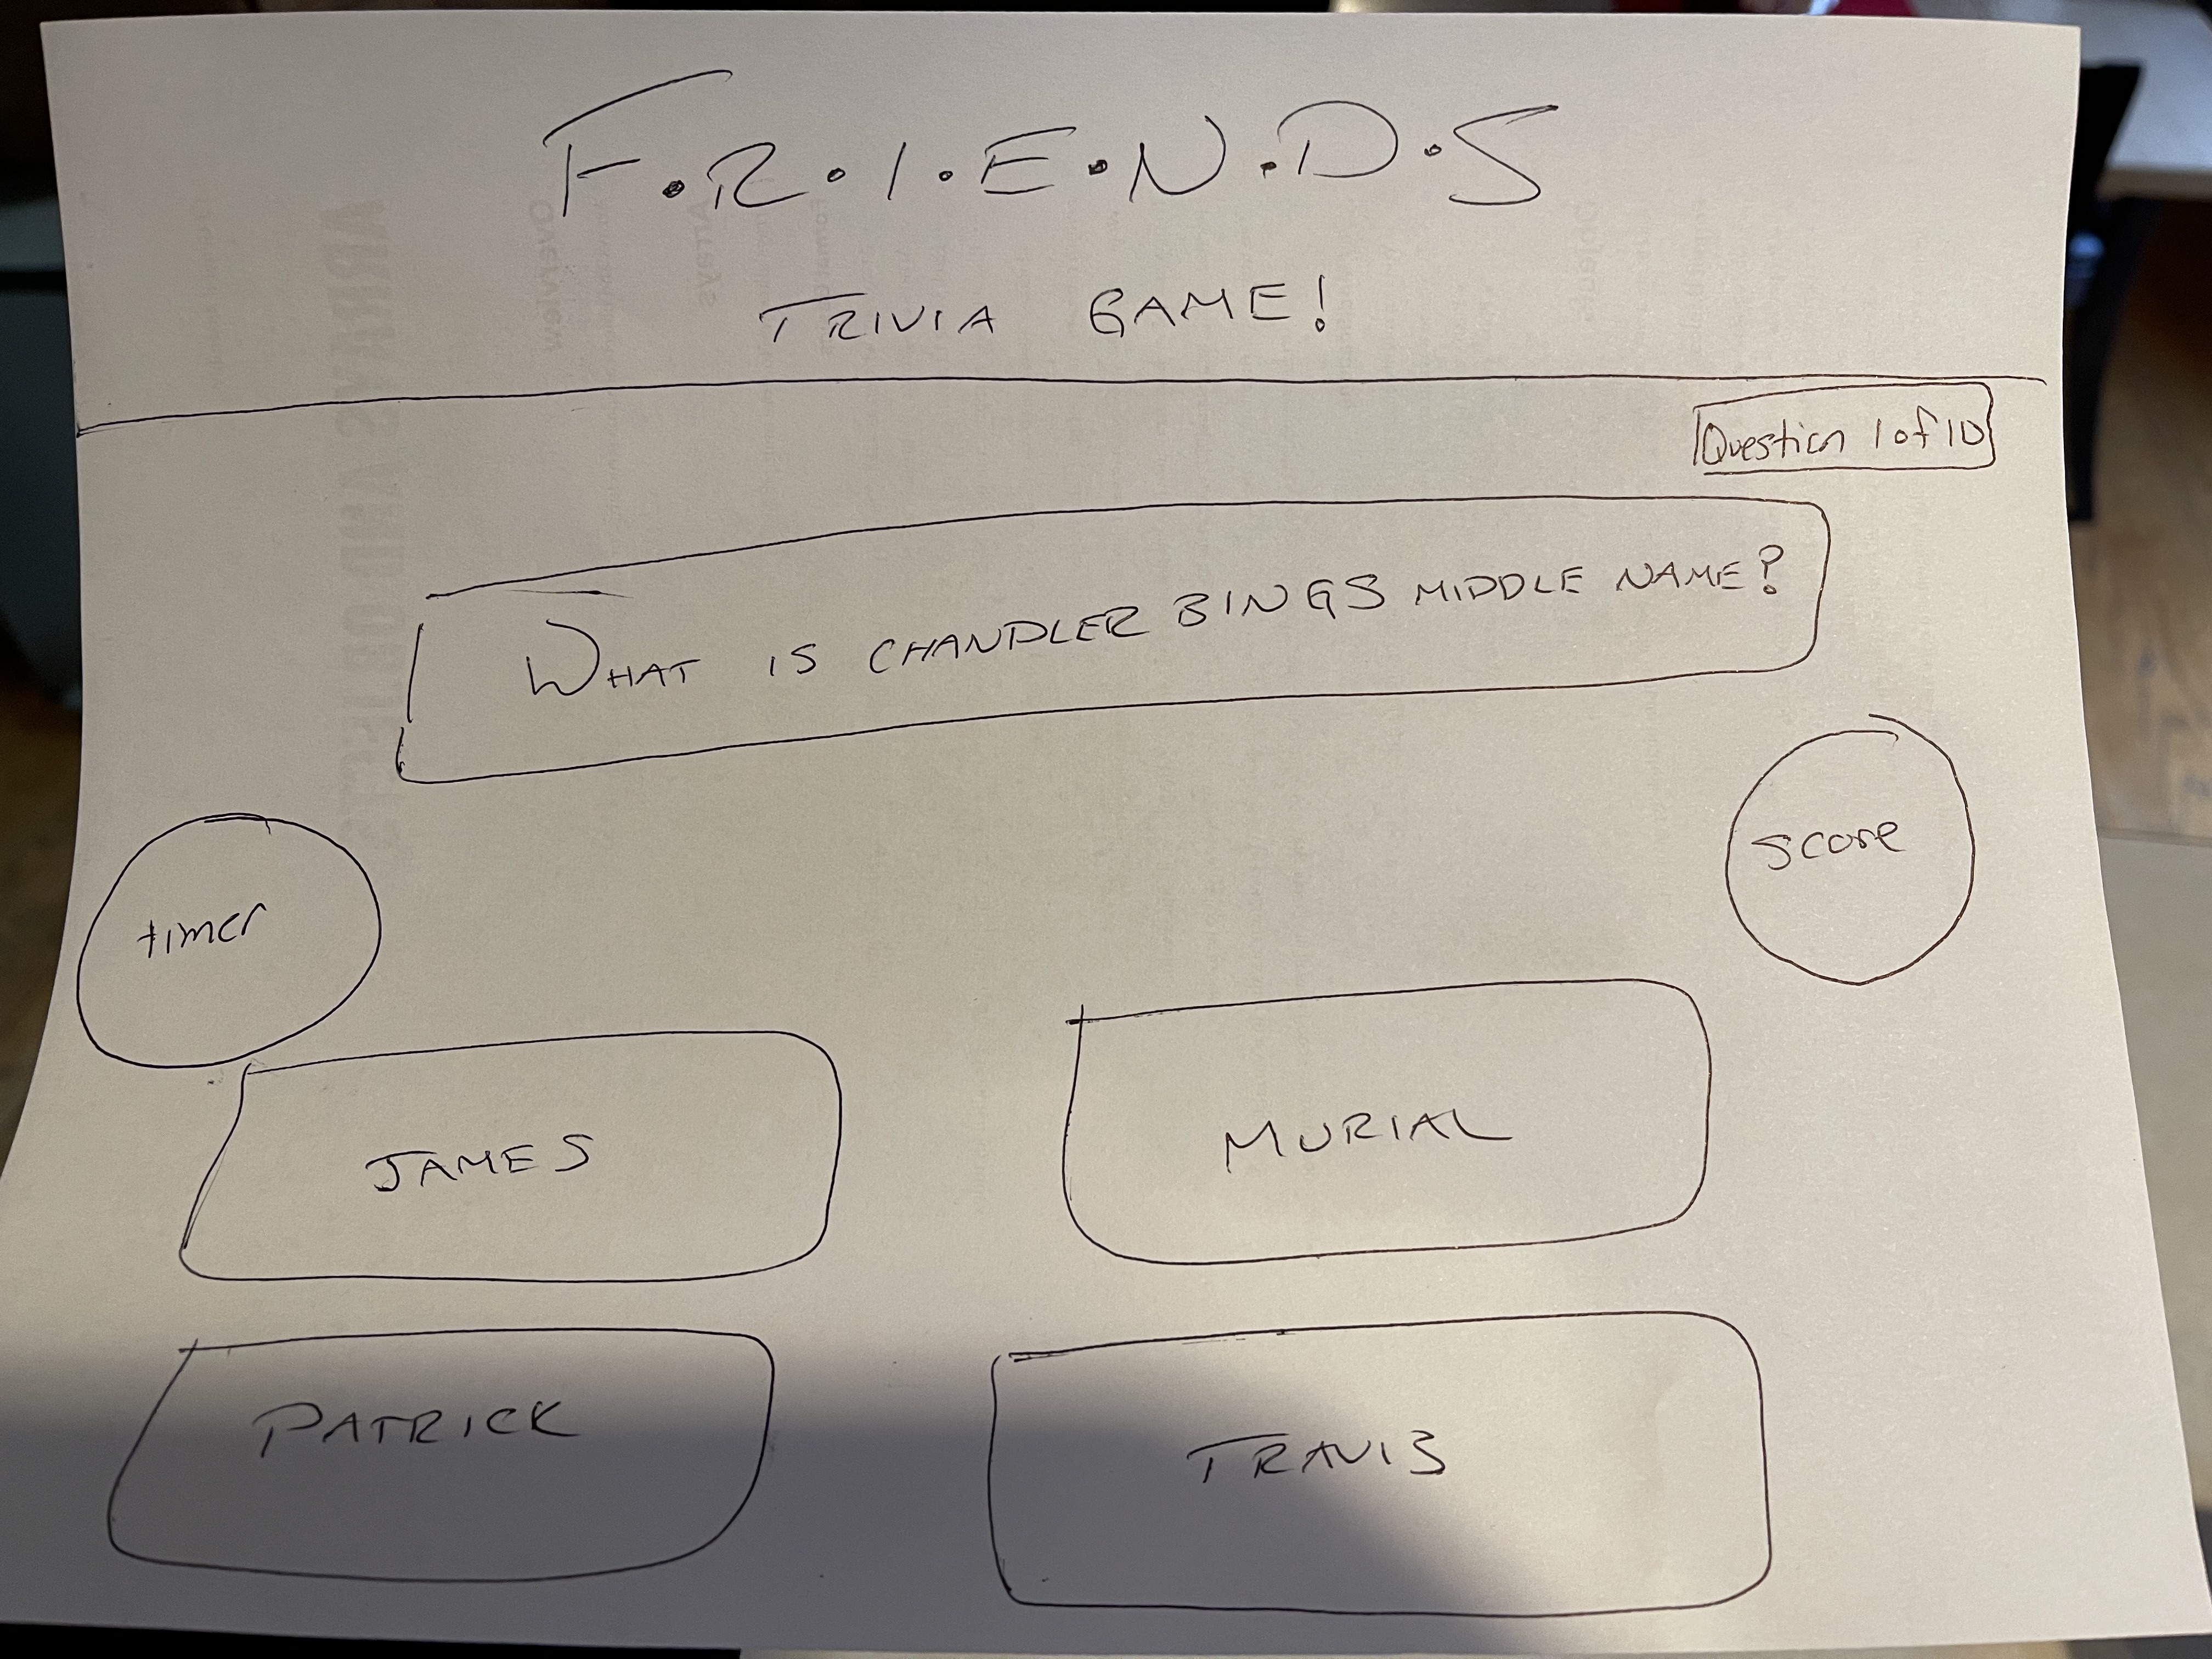 F.R.I.E.N.D.S
TRIVIA GAME!
Question 1 of 10
WHAT IS CHANDLER BINGS MIDDLE NAME?
timer
score
JAMES
MURIAL
PATRICK
TRAVIS